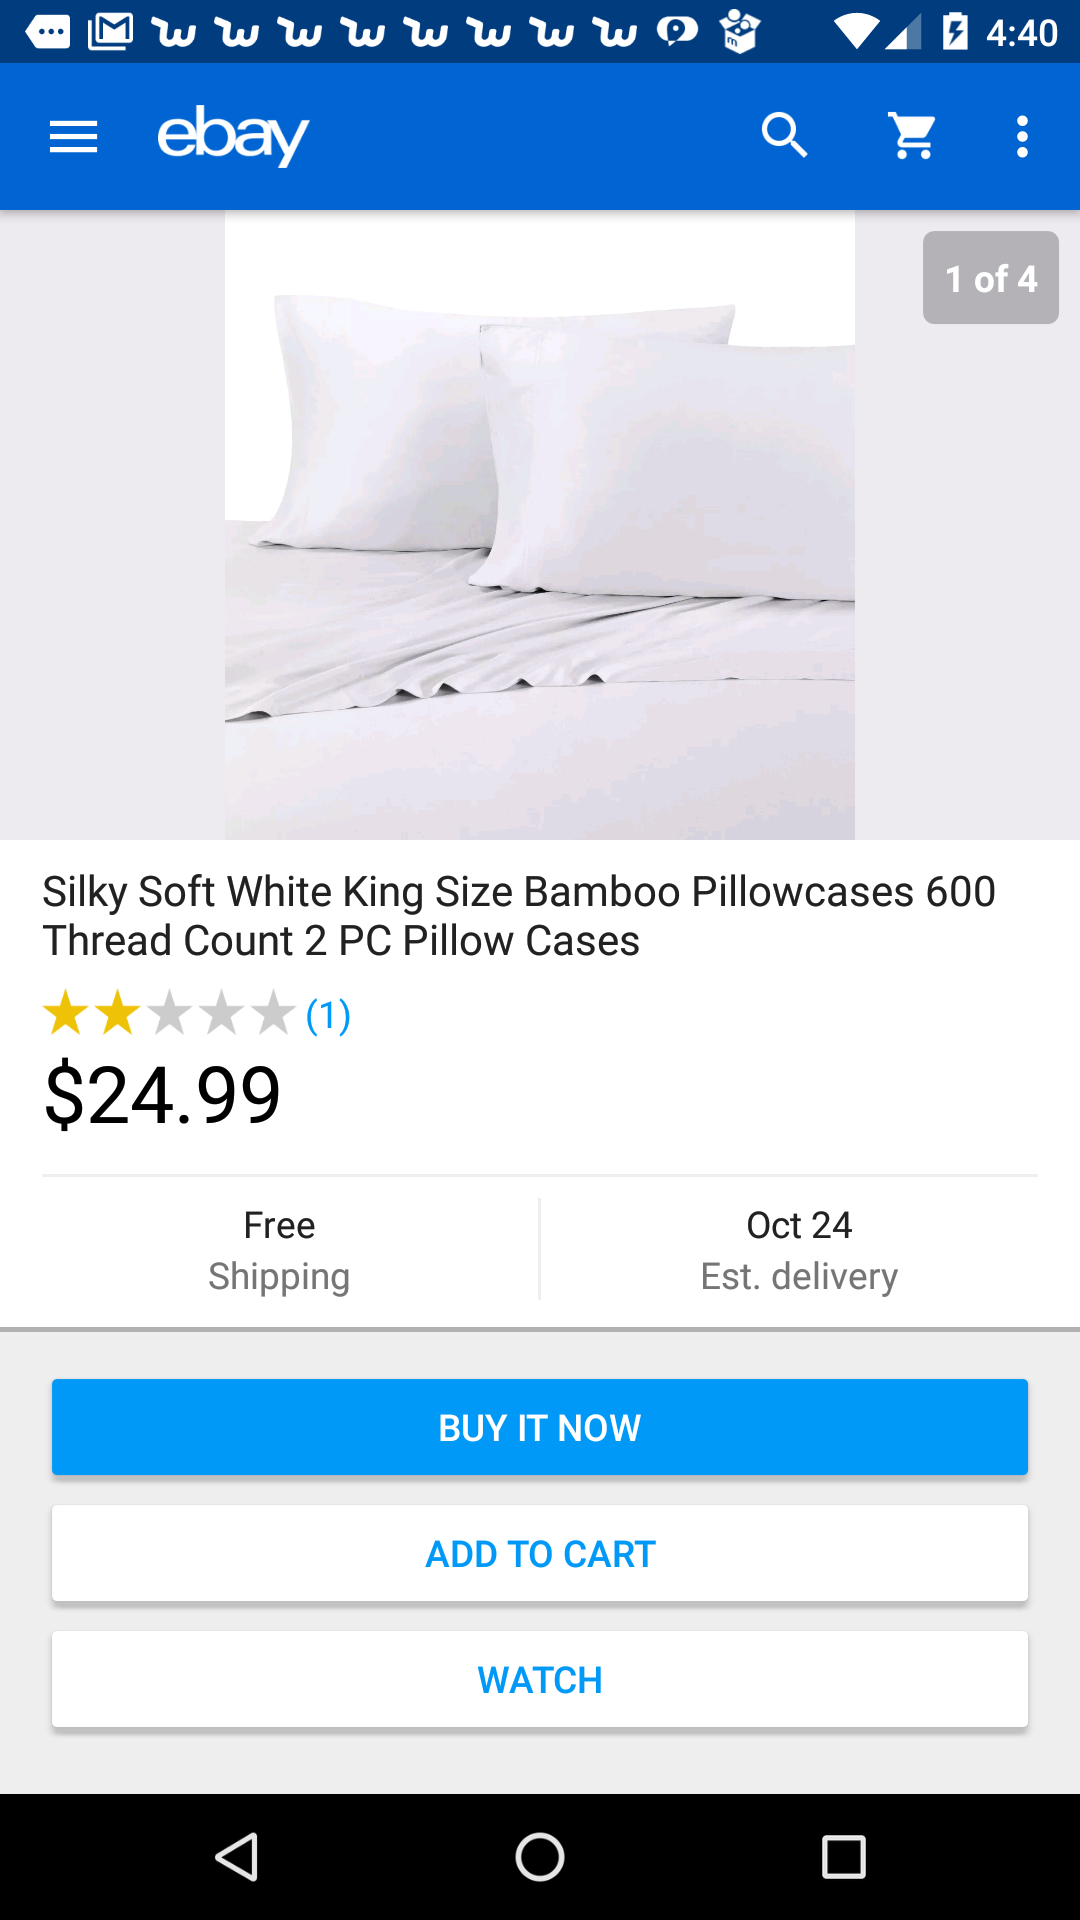 4:40
ebay
1 of 4
Silky Soft White King Size Bamboo Pillowcases 600
Thread Count 2 PC Pillow Cases
(1)
$24.99
Free
Shipping
Oct 24
Est. delivery
BUY IT NOW
ADD TO CART
WATCH